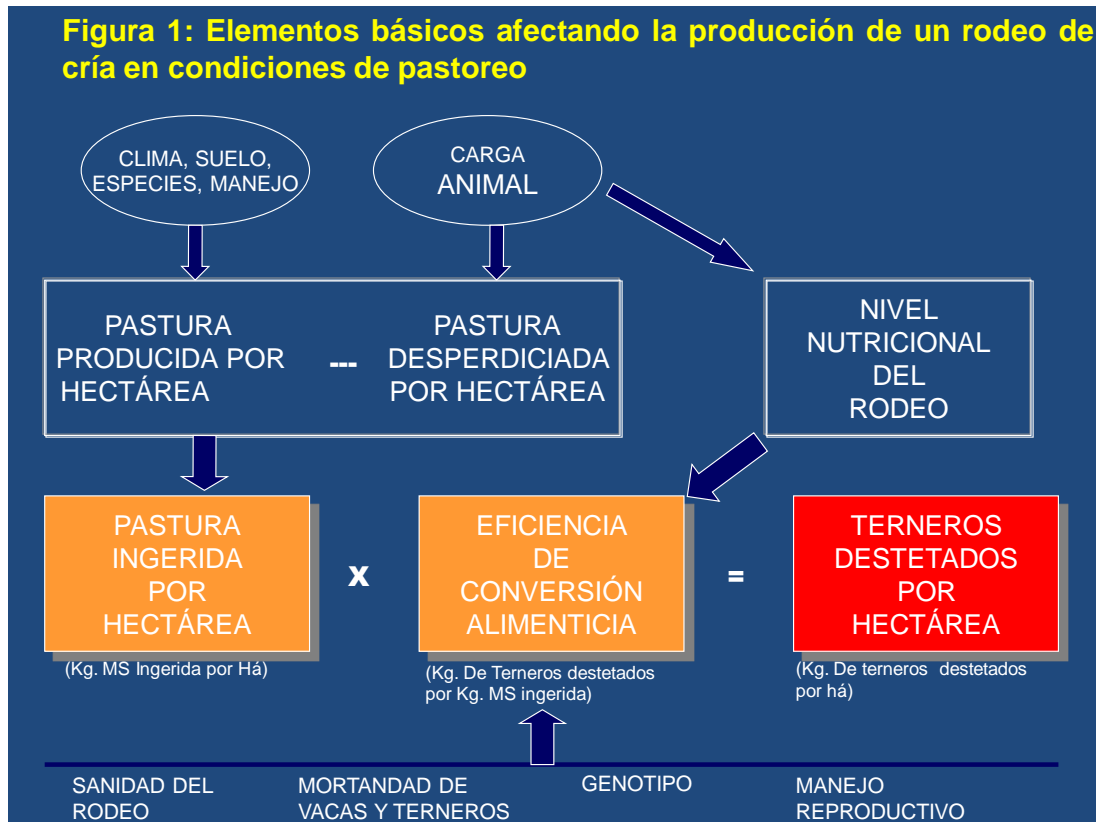 Figura 1: Elementos básicos afectando la producción de un rodeo de
cría en condiciones de pastoreo
CLIMA, SUELO,
ESPECIES, MANEJO
CARGA
ANIMAL
PASTURA
PRODUCIDA POR
HECTÁREA
---
PASTURA
DESPERDICIADA
POR HECTÁREA
NIVEL
NUTRICIONAL
DEL
RODEO
PASTURA
INGERIDA
POR
HECTÁREA
(Kg. MS Ingerida por Há)
x
EFICIENCIA
DE
CONVERSIÓN
ALIMENTICIA
(Kg. De Terneros destetados
por Kg. MS ingerida)
=
TERNEROS
DESTETADOS
POR
HECTÁREA
(Kg. De terneros destetados
por há)
SANIDAD DEL
RODEO
MORTANDAD DE
VACAS Y TERNEROS
GENOTIPO
MANEJO
REPRODUCTIVO